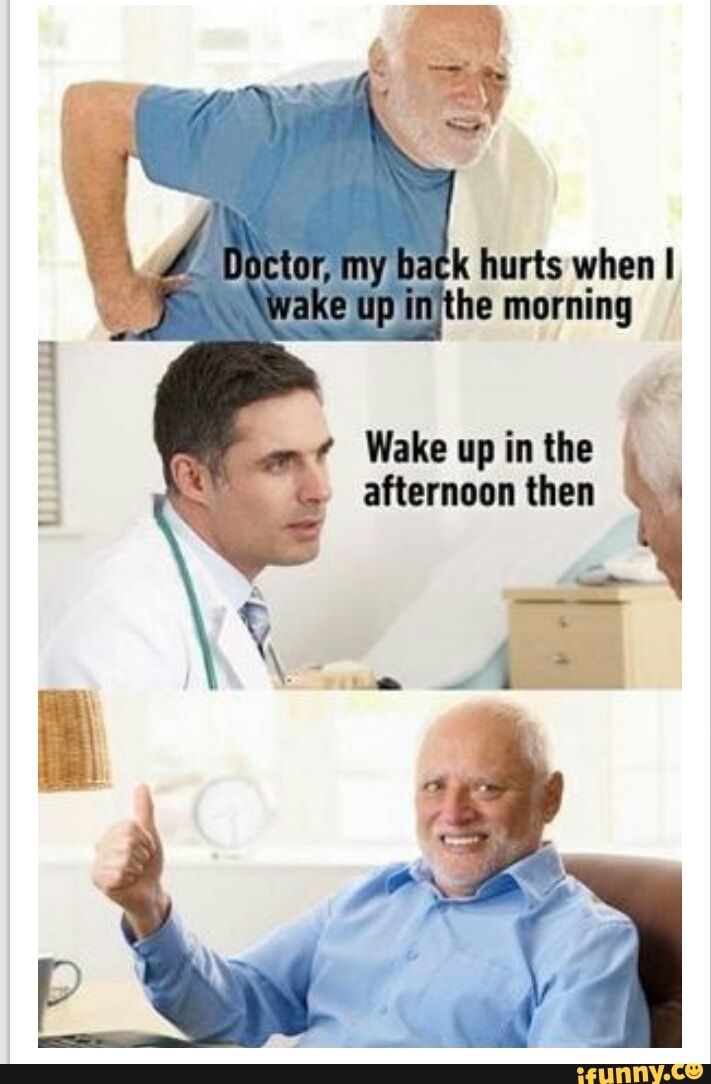 Doctor, my back hurts when I
wake up in the morning
Wake up in the
afternoon then
ifunny.co